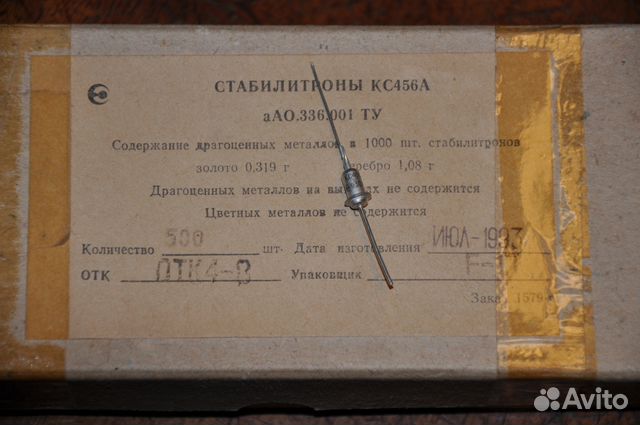 СТАБИЛИТРОНЫ КС456А
аАО.336.001 ТУ
Содержание драгоценных металлов в 1000 шт. стабилитронов
золото 0,319 г серебро 1,08 г
Драгоценных металлов на выводах не содержится
Цветных металлов не содержится
Количество 500 шт. Дата изготовления ИЮЛ-1993
ОТК ОТК4-В Упаковщик
Заказ 1579
Avito